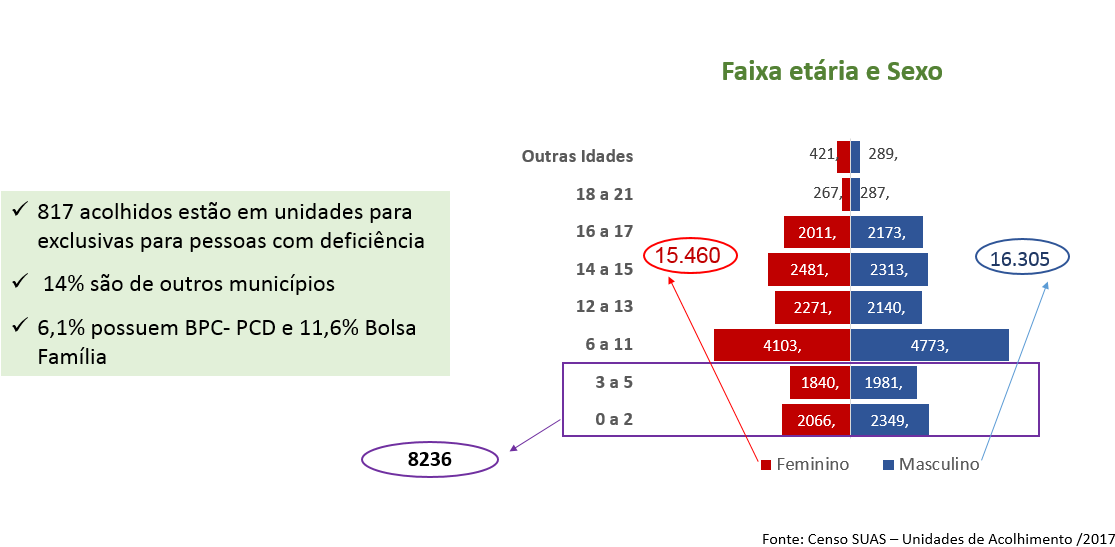 Faixa etária e Sexo
Outras Idades 421, 289,
18 a 21 267, 287,
16 a 17 2011, 2173,
15.460
16.305
14 a 15 2481, 2313,
12 a 13 2271, 2140,
6 a 11 4103, 4773,
3 a 5 1840, 1981,
0 a 2 2066, 2349,
8236
Feminino Masculino
✓ 817 acolhidos estão em unidades para
exclusivas para pessoas com deficiência
✓ 14% são de outros municípios
✓ 6,1% possuem BPC- PCD e 11,6% Bolsa
Família
Fonte: Censo SUAS – Unidades de Acolhimento /2017